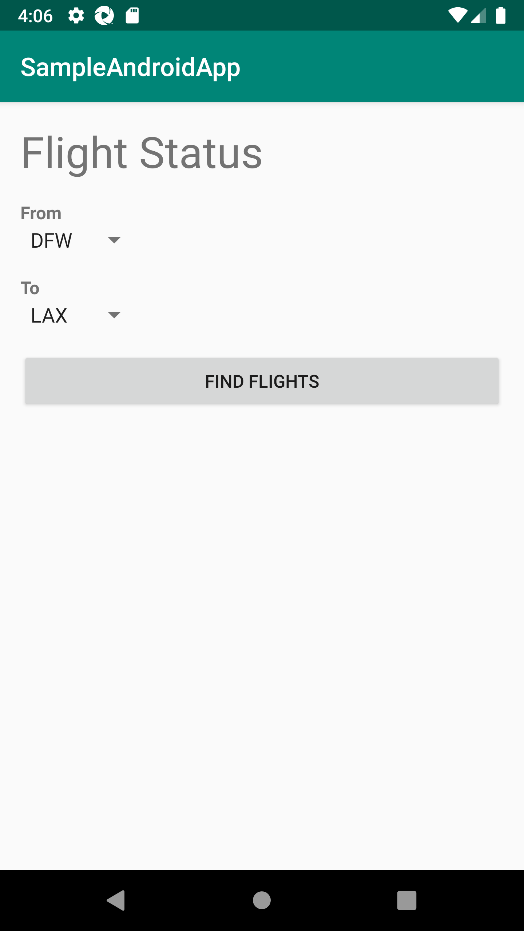 4:06
SampleAndroidApp
Flight Status
From
DFW
To
LAX
FIND FLIGHTS